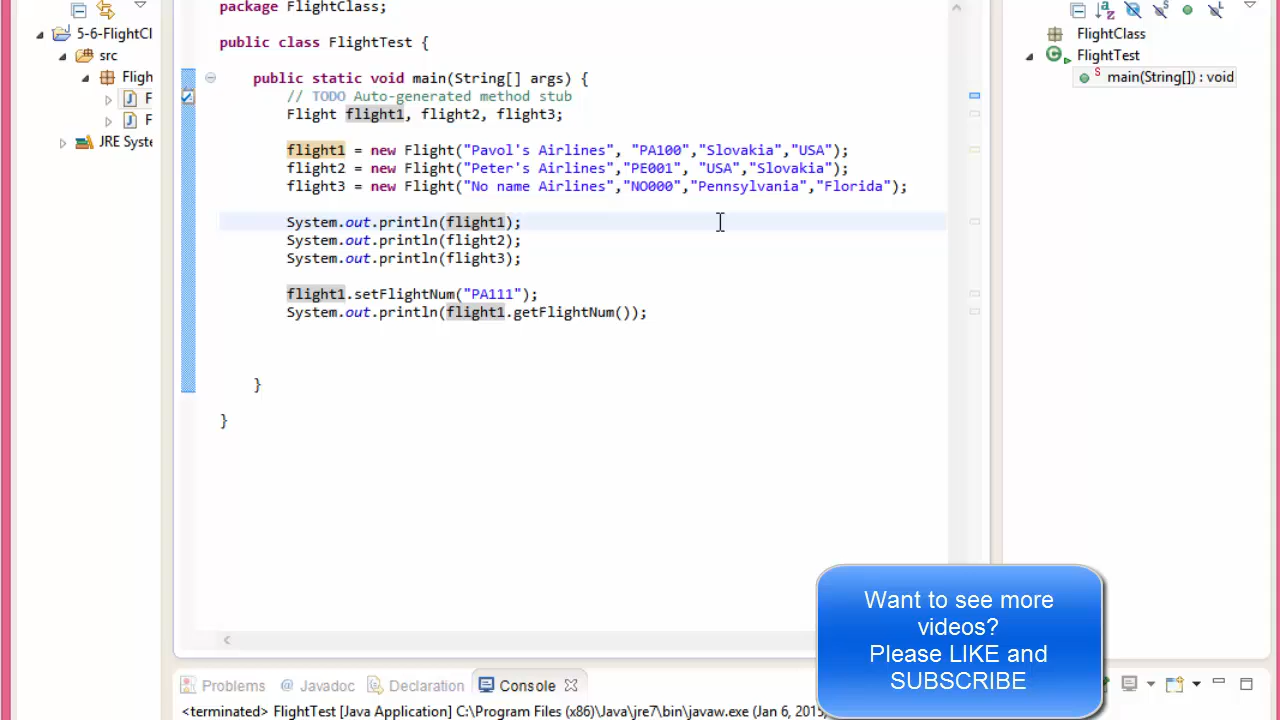 package FlightClass;
5-6-FlightCl
FlightClass
public class FlightTest {
src
FlightTest
Fligh
public static void main(String[] args) {
main(String[]) : void
F
// TODO Auto-generated method stub
F
Flight flight1, flight2, flight3;
JRE Syste
flight1 = new Flight("Pavol's Airlines", "PA100","Slovakia","USA");
flight2 = new Flight("Peter's Airlines","PE001", "USA","Slovakia");
flight3 = new Flight("No name Airlines","NO000","Pennsylvania","Florida");
System.out.println(flight1);
System.out.println(flight2);
System.out.println(flight3);
flight1.setFlightNum("PA111");
System.out.println(flight1.getFlightNum());
}
}
Want to see more
videos?
Please LIKE and
SUBSCRIBE
Problems @ Javadoc Declaration Console
<terminated> FlightTest [Java Application] C:\Program Files (x86)\Java\jre7\bin\javaw.exe (Jan 6, 2015,